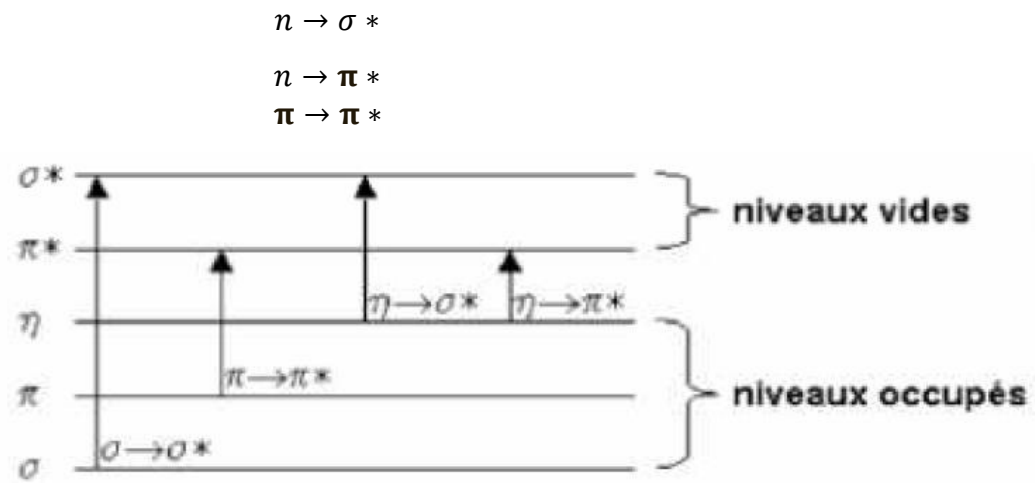 n → σ *
n → π *
π → π *
σ*
niveaux vides
π*
η→σ* η→π*
η
π→π*
π
niveaux occupés
σ→σ*
σ